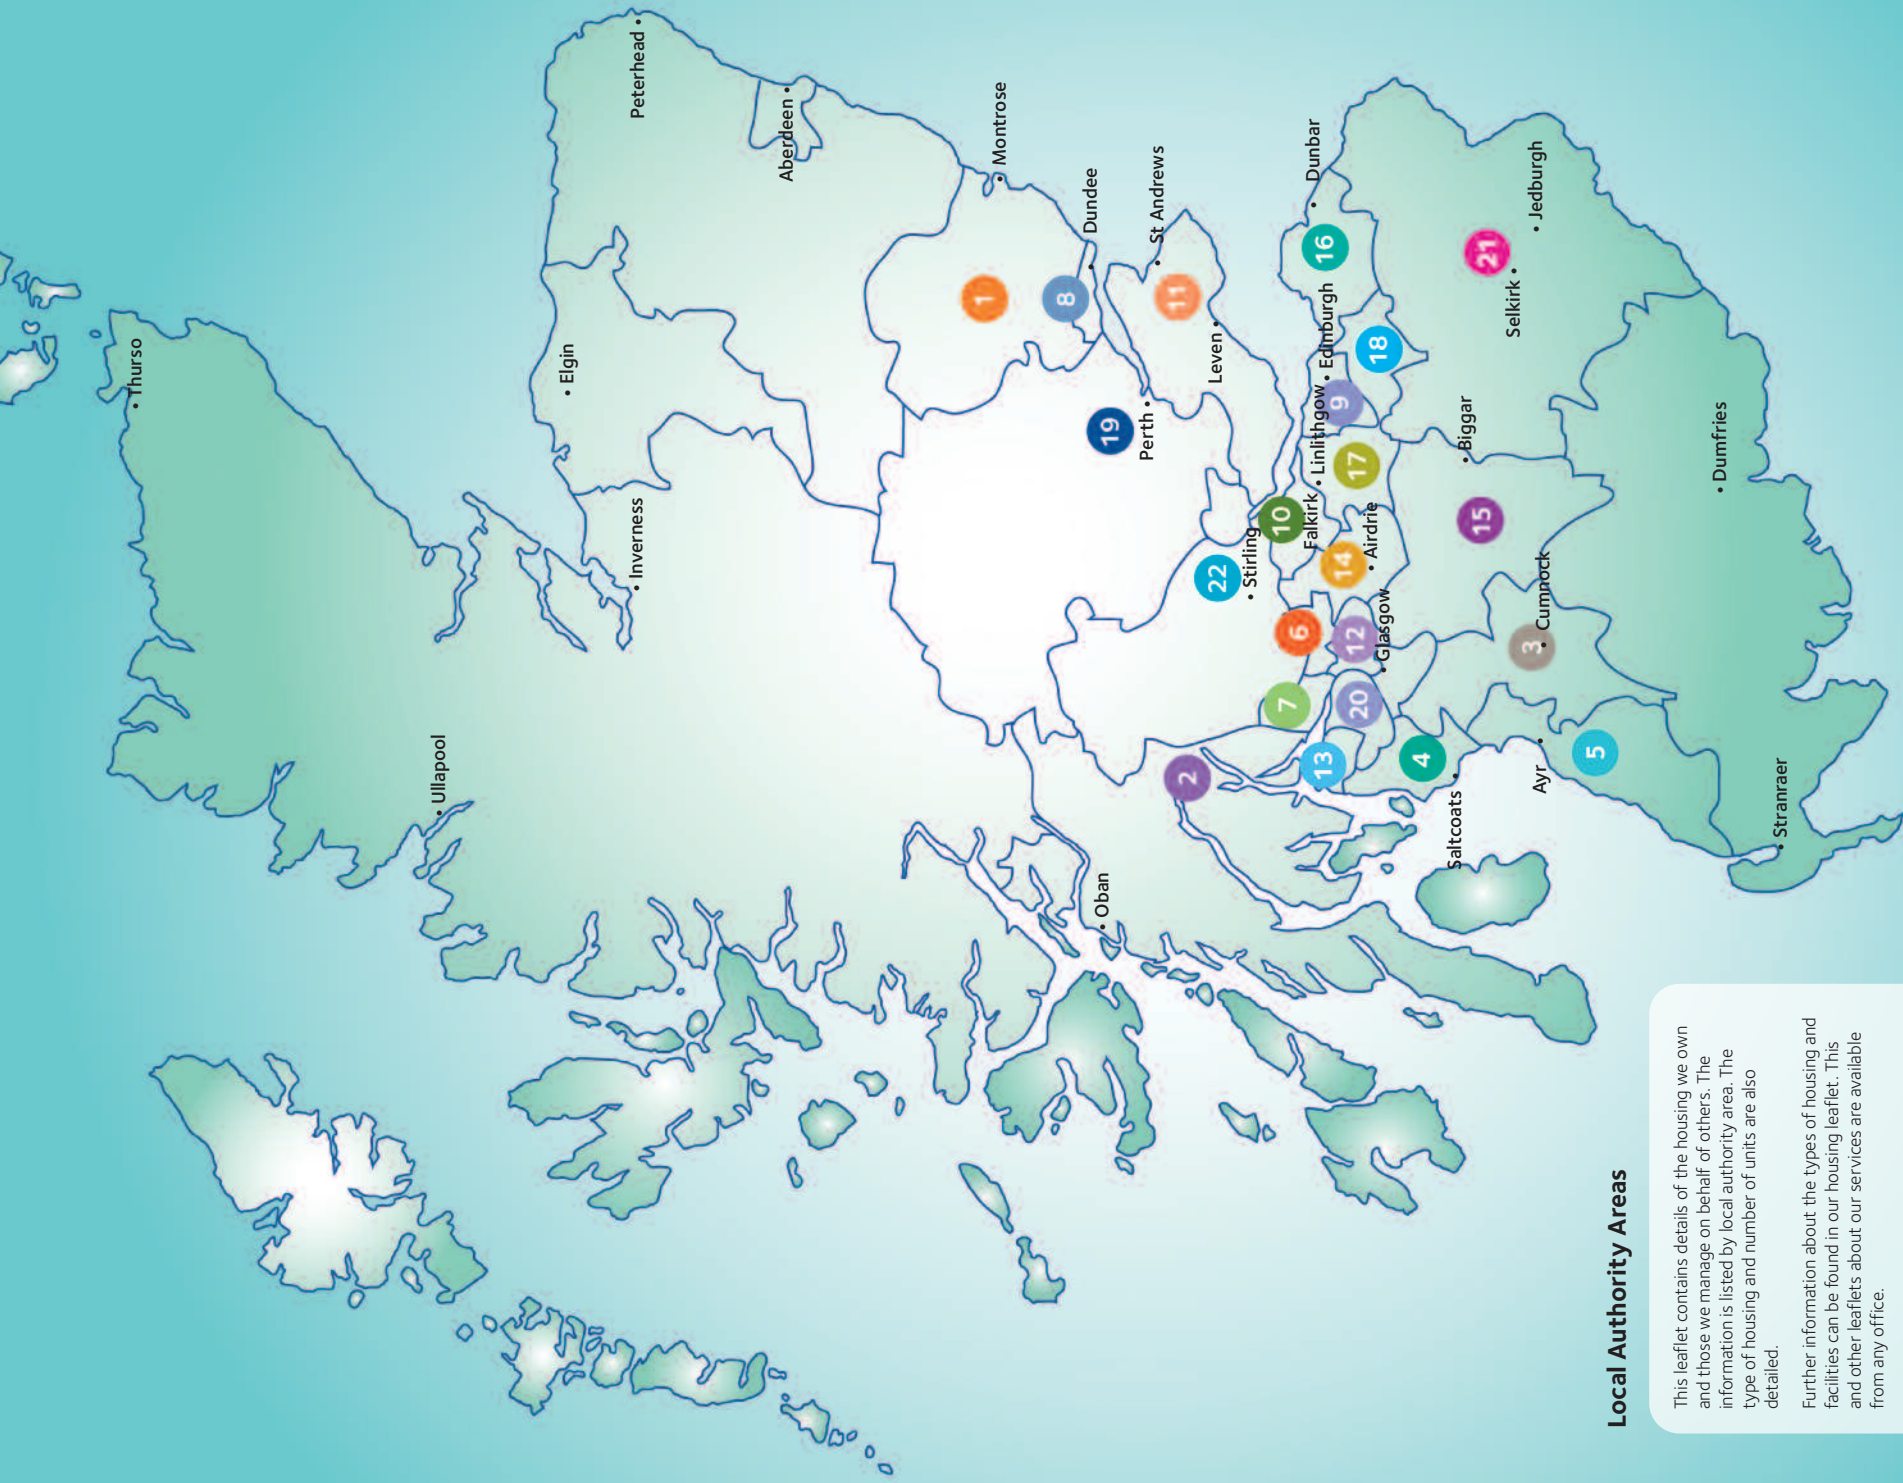 Thurso
Ullapool
Elgin
Inverness
Peterhead
Aberdeen
Montrose
1
8
Dundee
19
Perth
St Andrews
11
Leven
Oban
22
Stirling
2
10
Falkirk
Linlithgow
Edinburgh
Dunbar
16
6
7
14
Airdrie
17
9
18
12
Glasgow
20
13
4
Saltcoats
15
Biggar
21
Selkirk
Jedburgh
3
Cumnock
Ayr
5
Dumfries
Stranraer
Local Authority Areas
This leaflet contains details of the housing we own
and those we manage on behalf of others. The
information is listed by local authority area. The
type of housing and number of units are also
detailed.
Further information about the types of housing and
facilities can be found in our housing leaflet. This
and other leaflets about our services are available
from any office.